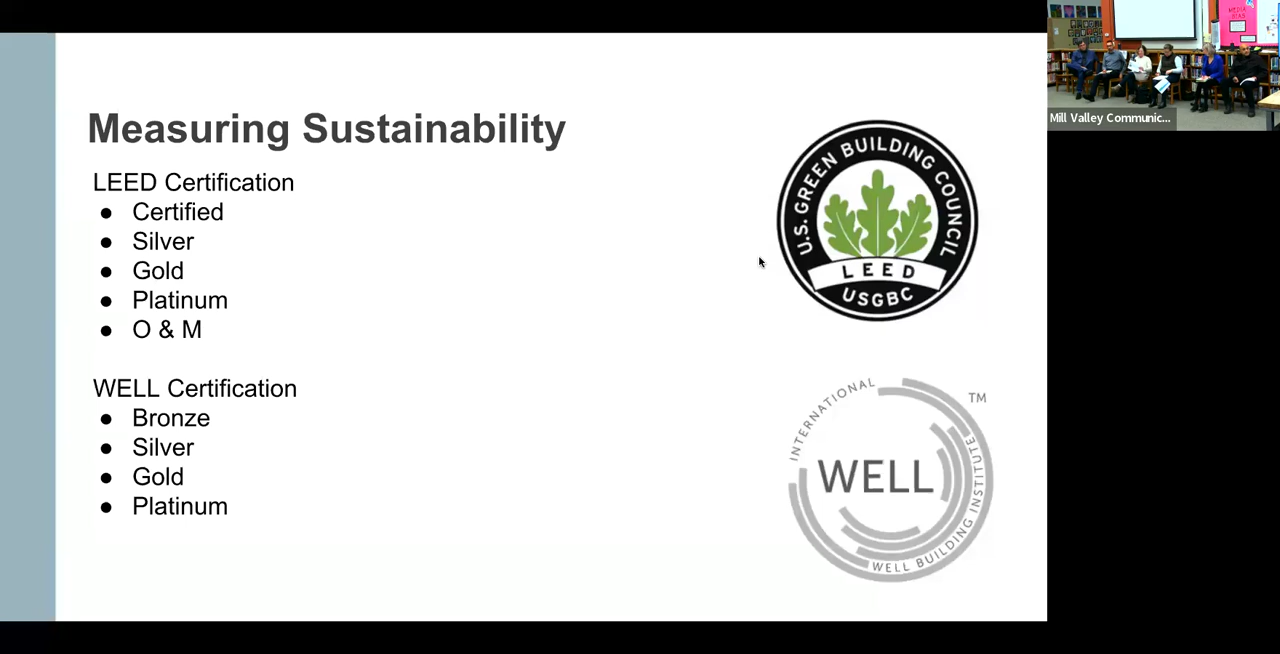 Measuring Sustainability
LEED Certification
● Certified
● Silver
● Gold
● Platinum
● O & M
WELL Certification
● Bronze
● Silver
● Gold
● Platinum
U.S. GREEN BUILDING COUNCIL
LEED
USGBC
INTERNATIONAL
TM
WELL
WELL BUILDING INSTITUTE
MEDIA
Mill Valley Communic...